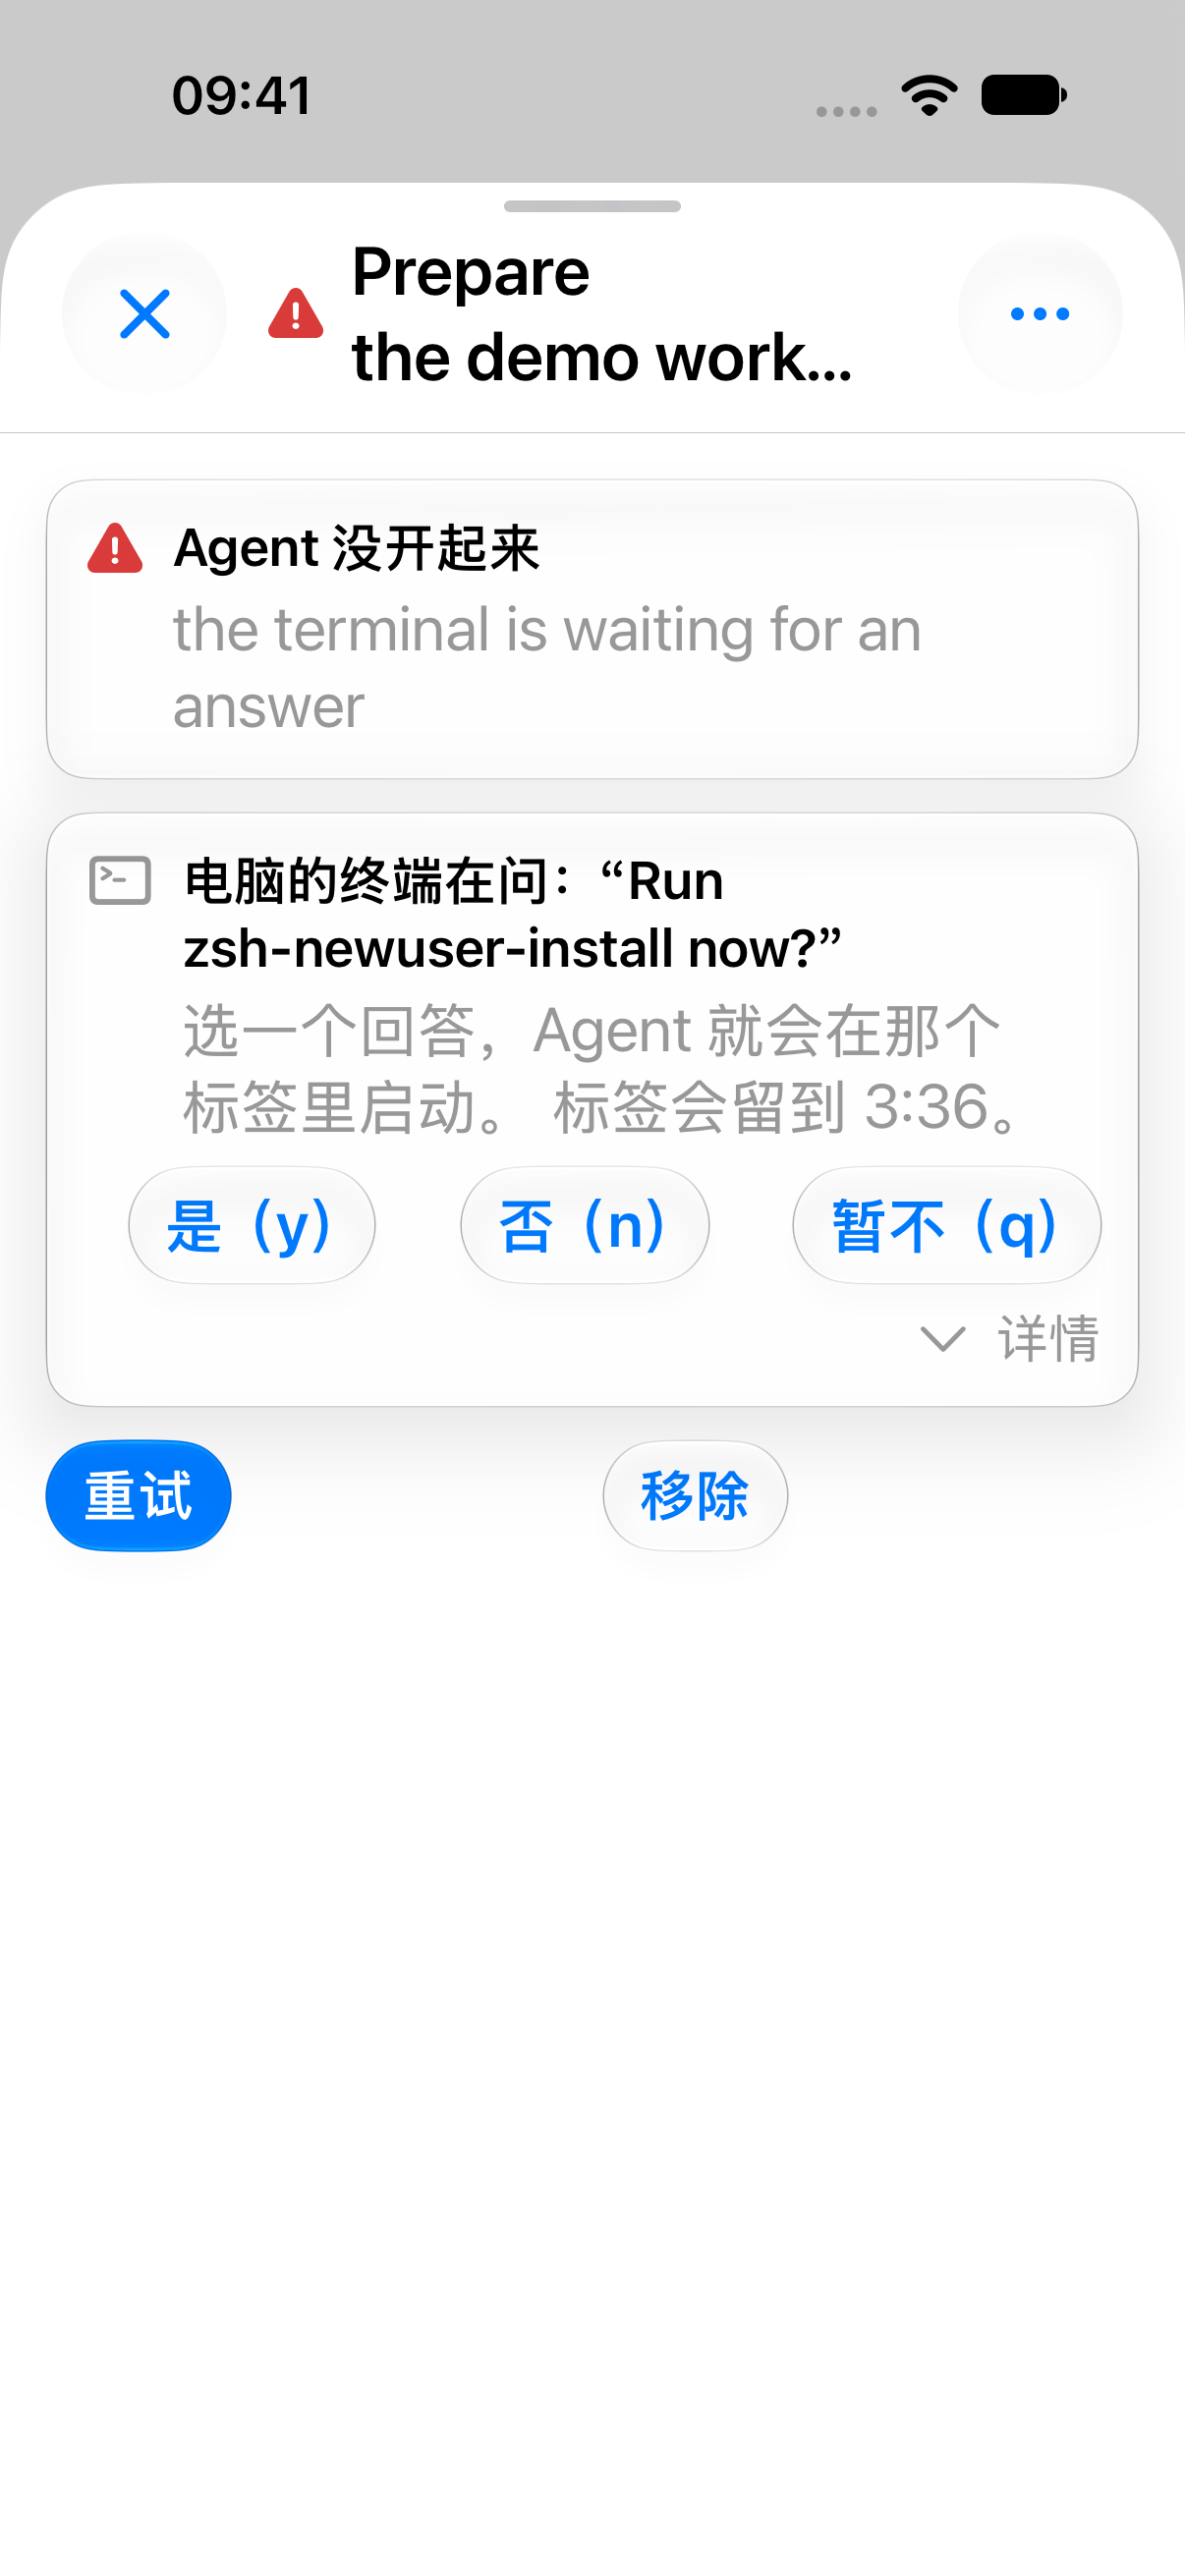 09:41
Prepare
the demo work...
Agent 没开起来
the terminal is waiting for an
answer
电脑的终端在问：“Run
zsh-newuser-install now?”
选一个回答，Agent 就会在那个
标签里启动。 标签会留到 3:36。
是（y）
否（n）
暂不（q）
详情
重试
移除